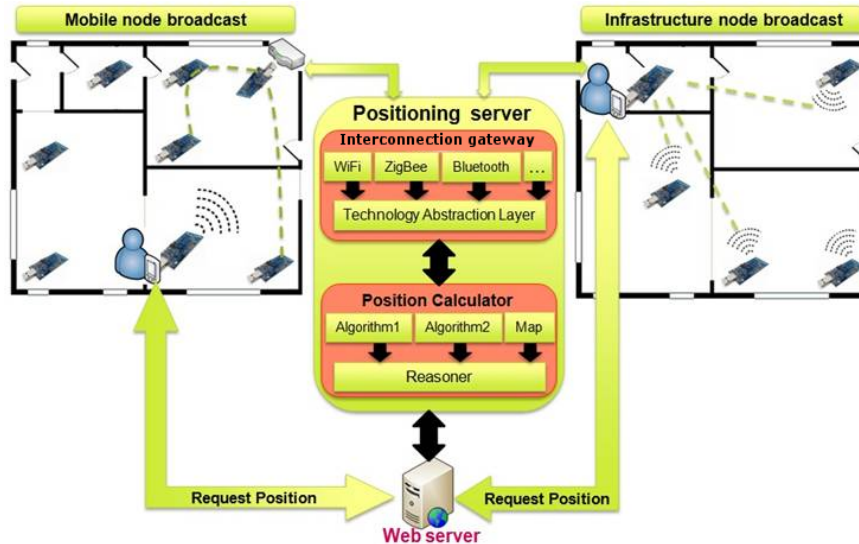 Mobile node broadcast
Infrastructure node broadcast
Positioning server
Interconnection gateway
WiFi
ZigBee
Bluetooth
...
Technology Abstraction Layer
Position Calculator
Algorithm1
Algorithm2
Map
Reasoner
Request Position
Request Position
Web server